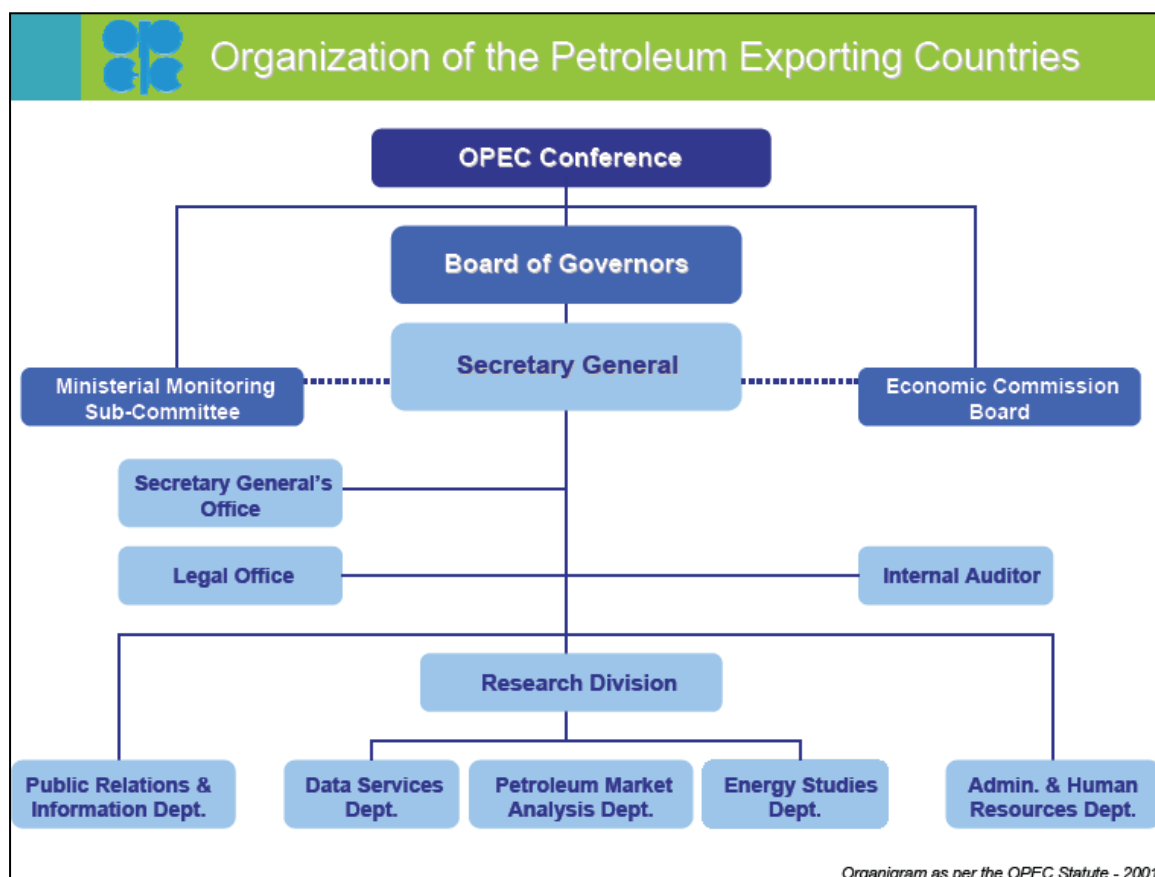 Organization of the Petroleum Exporting Countries
OPEC Conference
Board of Governors
Secretary General
Ministerial Monitoring
Sub-Committee
Economic Commission
Board
Secretary General's
Office
Legal Office
Internal Auditor
Research Division
Public Relations &
Information Dept.
Data Services
Dept.
Petroleum Market
Analysis Dept.
Energy Studies
Dept.
Admin. & Human
Resources Dept.
Organigram as per the OPEC Statute - 2001